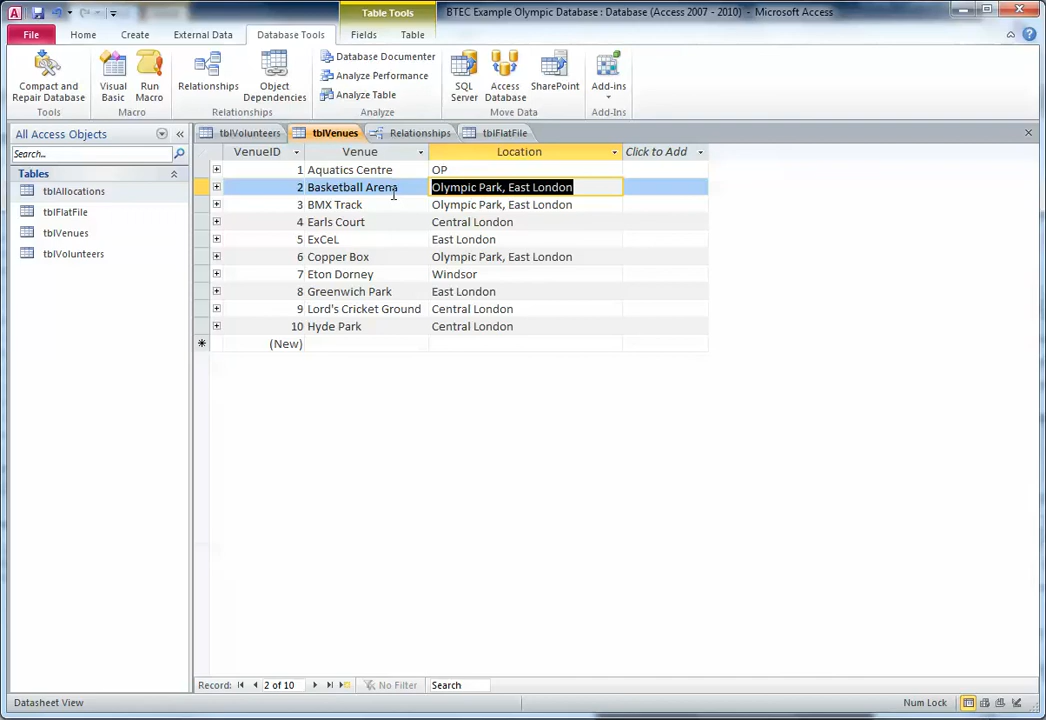 Table Tools
BTEC Example Olympic Database : Database (Access 2007 - 2010) - Microsoft Access
File Home Create External Data Database Tools Fields Table
Compact and Repair Database
Visual Basic
Run Macro
Relationships
Object Dependencies
Database Documenter
Analyze Performance
Analyze Table
SQL Server
Access Database
SharePoint
Add-ins
Tools Macro Relationships Analyze Move Data Add-Ins
All Access Objects
tblVolunteers tblVenues Relationships tblFlatFile
Search...
Tables
tblAllocations
tblFlatFile
tblVenues
tblVolunteers
VenueID Venue Location Click to Add
1 Aquatics Centre OP
2 Basketball Arena Olympic Park, East London
3 BMX Track Olympic Park, East London
4 Earls Court Central London
5 ExCeL East London
6 Copper Box Olympic Park, East London
7 Eton Dorney Windsor
8 Greenwich Park East London
9 Lord's Cricket Ground Central London
10 Hyde Park Central London
(New)
Record: 2 of 10 No Filter Search
Datasheet View Num Lock